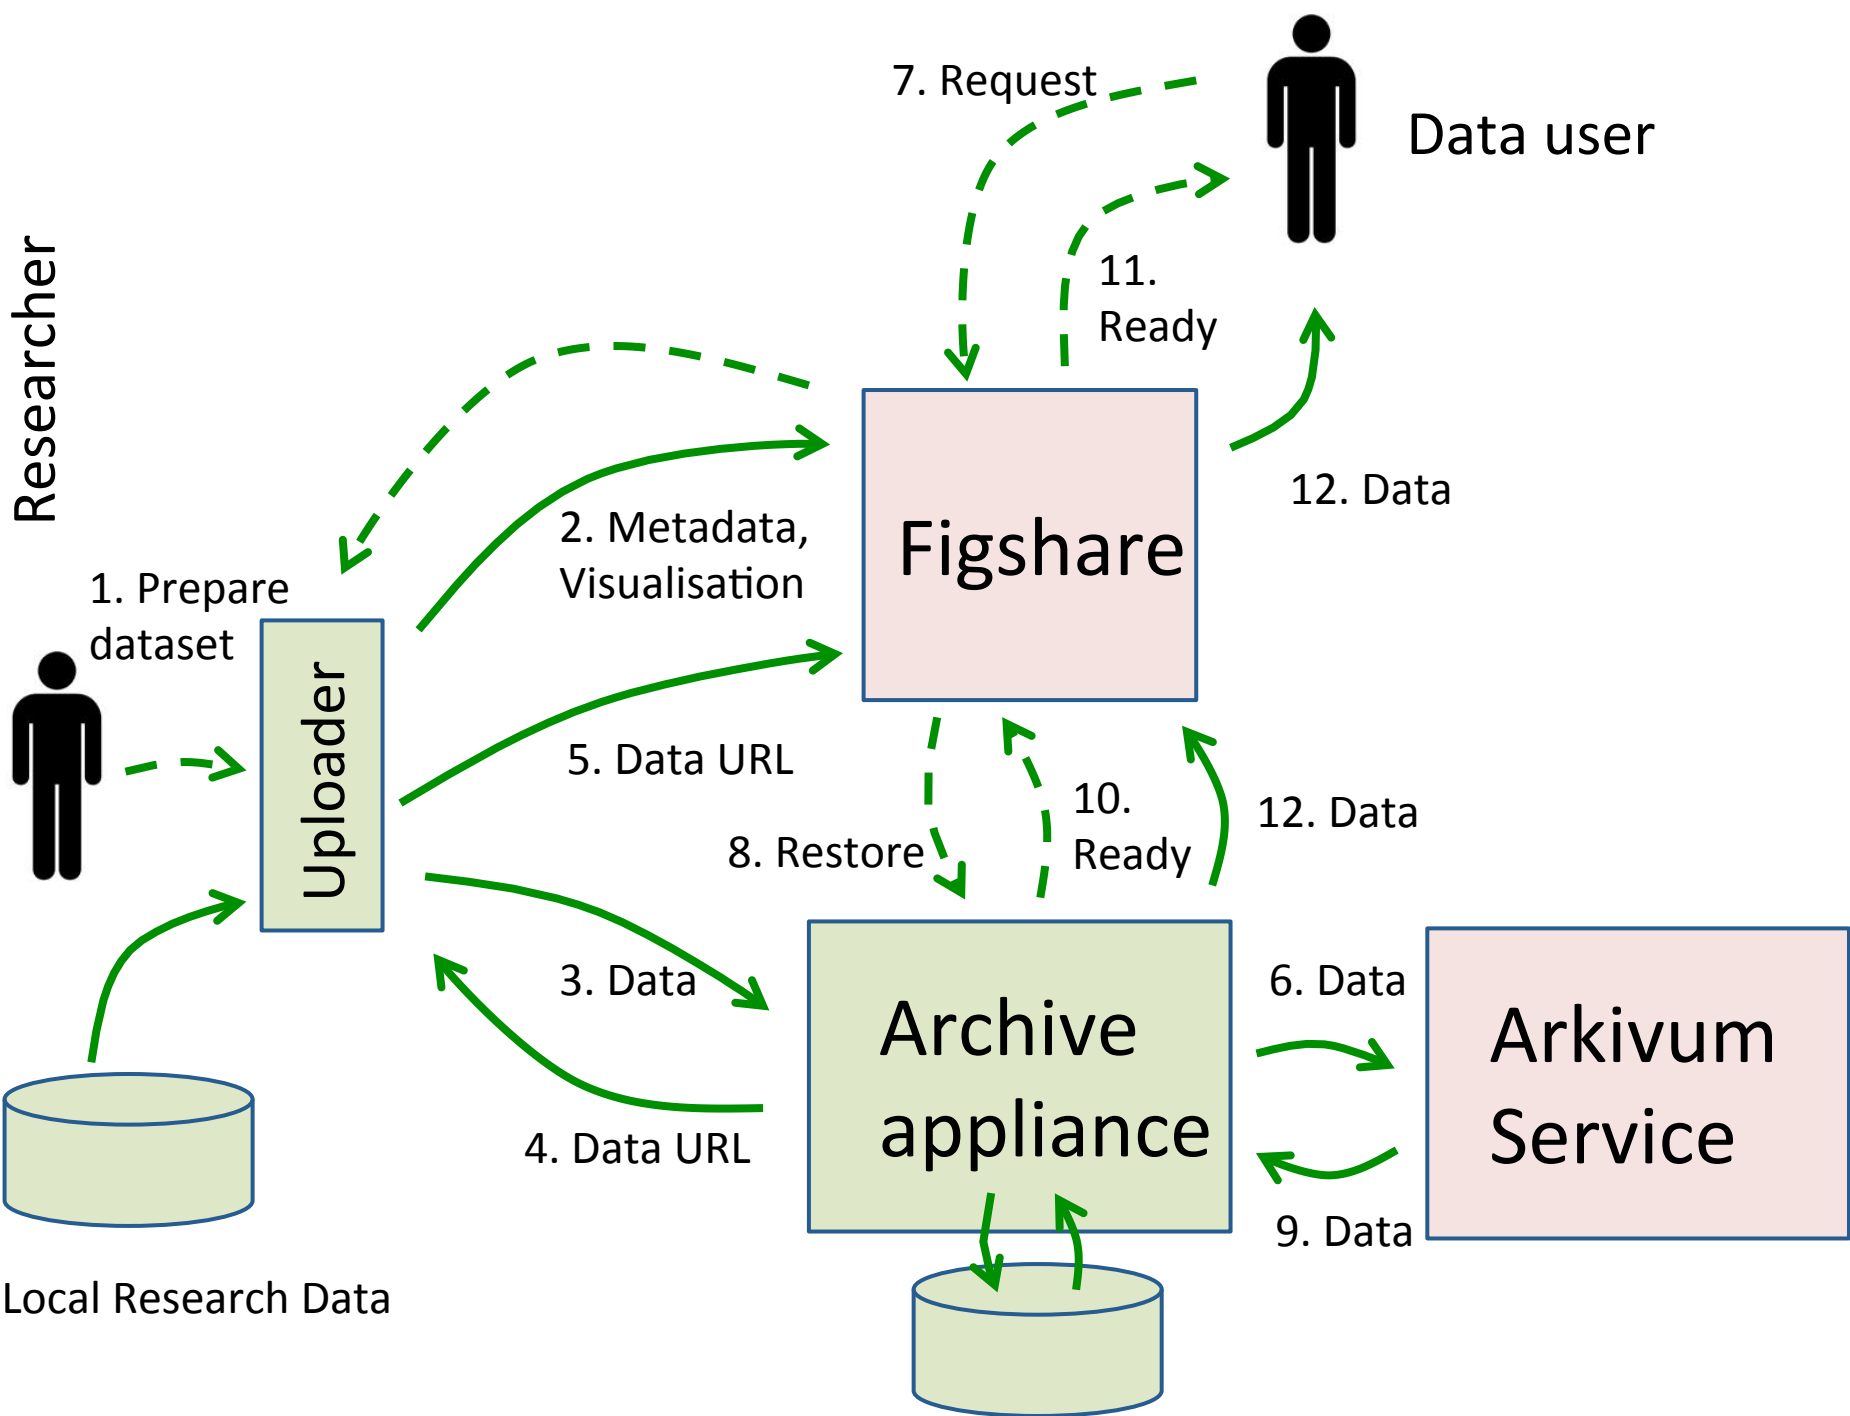 7. Request
Data user
Researcher
11.
Ready
12. Data
2. Metadata,
Visualisation
Figshare
1. Prepare
dataset
Uploader
5. Data URL
8. Restore
10.
Ready
12. Data
3. Data
6. Data
Archive
appliance
Arkivum
Service
4. Data URL
9. Data
Local Research Data